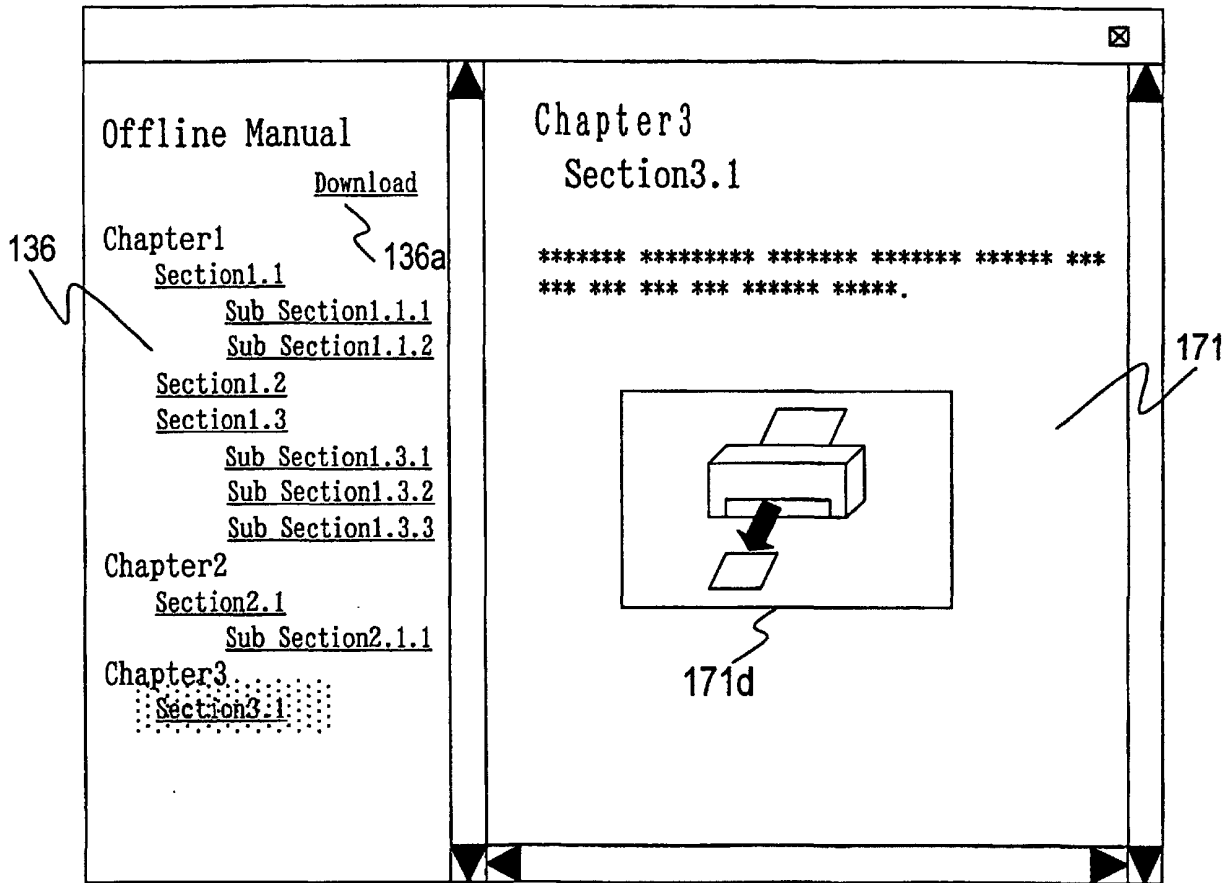 Offline Manual
Download
136a
136
Chapter1
Section1.1
Sub Section1.1.1
Sub Section1.1.2
Section1.2
Section1.3
Sub Section1.3.1
Sub Section1.3.2
Sub Section1.3.3
Chapter2
Section2.1
Sub Section2.1.1
Chapter3
Section3.1
Chapter3
Section3.1
******* ********* ******* ******* ****** ***
*** *** *** *** ****** *****.
171
171d